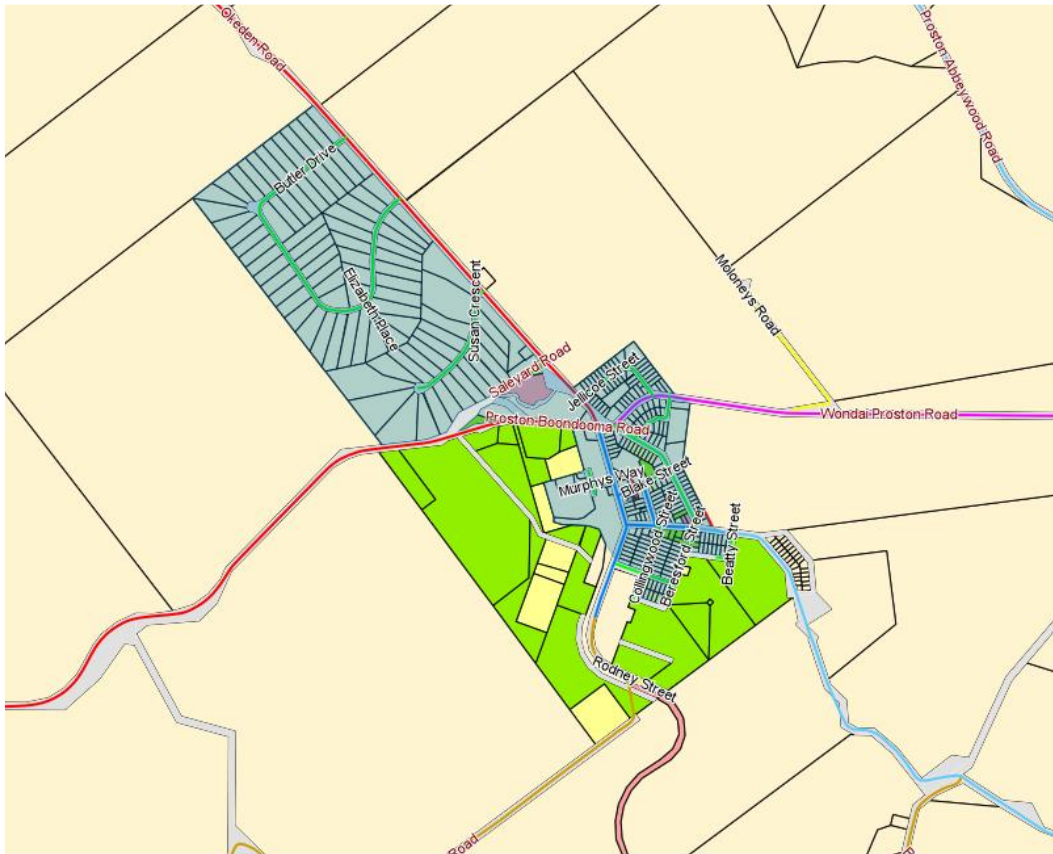 Okeden Road
Proston Abbeywood Road
Butler Drive
Elizabeth Place
Susan Crescent
Moloneys Road
Saleyard Road
Jellicoe Street
Wondai Proston Road
Proston Boondooma Road
Murphys Way
Blake Street
Collingwood Street
Beresford Street
Beatty Street
Rodney Street
Road